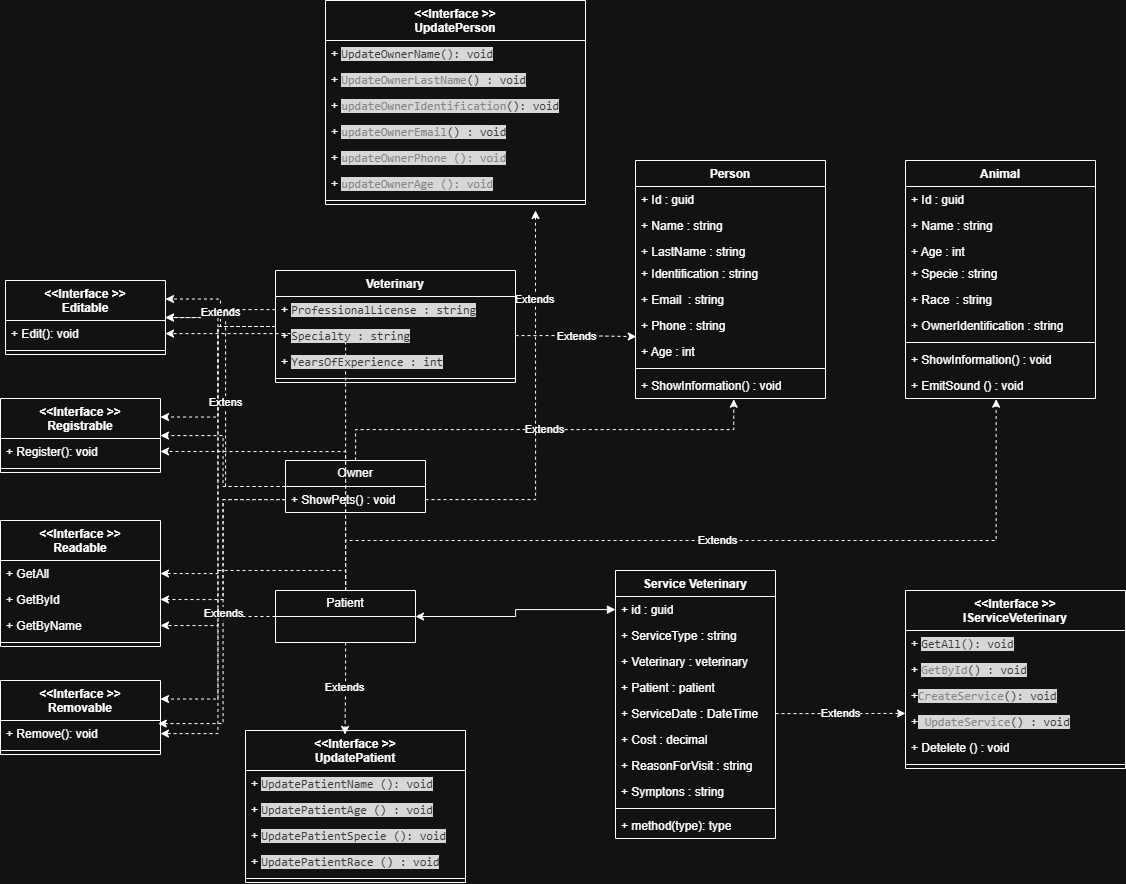 <<Interface >>
UpdatePerson
+ UpdateOwnerName(): void
+ UpdateOwnerLastName() : void
+ updateOwnerIdentification(): void
+ updateOwnerEmail() : void
+ updateOwnerPhone (): void
+ updateOwnerAge (): void
Person
+ Id : guid
+ Name : string
+ LastName : string
+ Identification : string
+ Email : string
+ Phone : string
+ Age : int
+ ShowInformation() : void
Animal
+ Id : guid
+ Name : string
+ Age : int
+ Specie : string
+ Race : string
+ OwnerIdentification : string
+ ShowInformation() : void
+ EmitSound () : void
<<Interface >>
Editable
+ Edit(): void
Extends
Veterinary
+ ProfessionalLicense : string
+ Specialty : string
+ YearsOfExperience : int
Extends
Extends
<<Interface >>
Registrable
+ Register(): void
Extens
Extends
Owner
+ ShowPets() : void
<<Interface >>
Readable
+ GetAll
+ GetById
+ GetByName
Extends
Extends
Patient
Extends
<<Interface >>
Removable
+ Remove(): void
<<Interface >>
UpdatePatient
+ UpdatePatientName (): void
+ UpdatePatientAge () : void
+ UpdatePatientSpecie (): void
+ UpdatePatientRace () : void
Service Veterinary
+ id : guid
+ ServiceType : string
+ Veterinary : veterinary
+ Patient : patient
+ ServiceDate : DateTime
+ Cost : decimal
+ ReasonForVisit : string
+ Symptons : string
+ method(type): type
Extends
<<Interface >>
IServiceVeterinary
+ GetAll(): void
+ GetById() : void
+CreateService(): void
+ UpdateService() : void
+ Detelete () : void